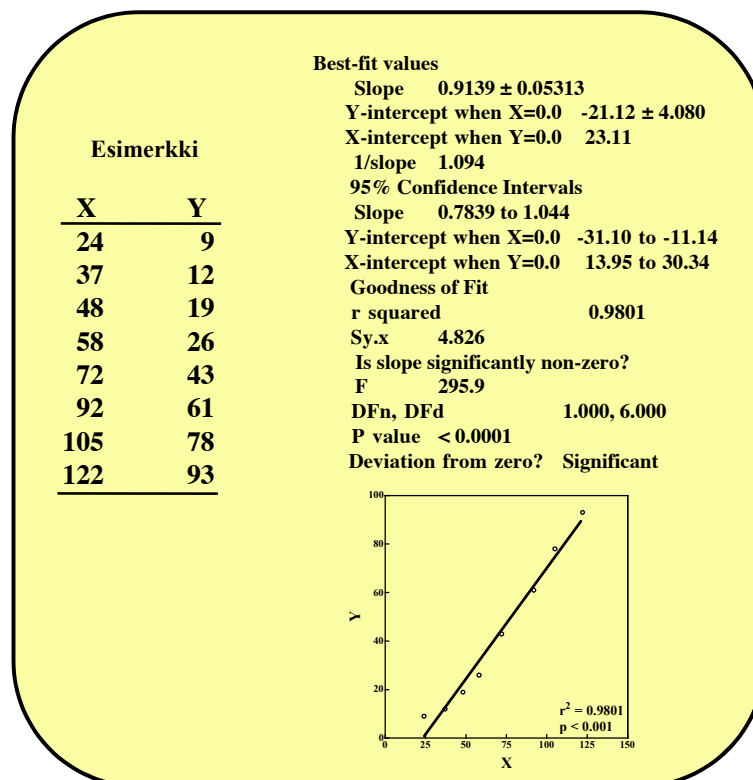 Esimerkki
X Y
24 9
37 12
48 19
58 26
72 43
92 61
105 78
122 93
Best-fit values
Slope 0.9139 ± 0.05313
Y-intercept when X=0.0 -21.12 ± 4.080
X-intercept when Y=0.0 23.11
1/slope 1.094
95% Confidence Intervals
Slope 0.7839 to 1.044
Y-intercept when X=0.0 -31.10 to -11.14
X-intercept when Y=0.0 13.95 to 30.34
Goodness of Fit
r squared 0.9801
Sy.x 4.826
Is slope significantly non-zero?
F 295.9
DFn, DFd 1.000, 6.000
P value < 0.0001
Deviation from zero? Significant
100
80
60
Y
40
20
0
r² = 0.9801
p < 0.001
0 25 50 75 100 125 150
X